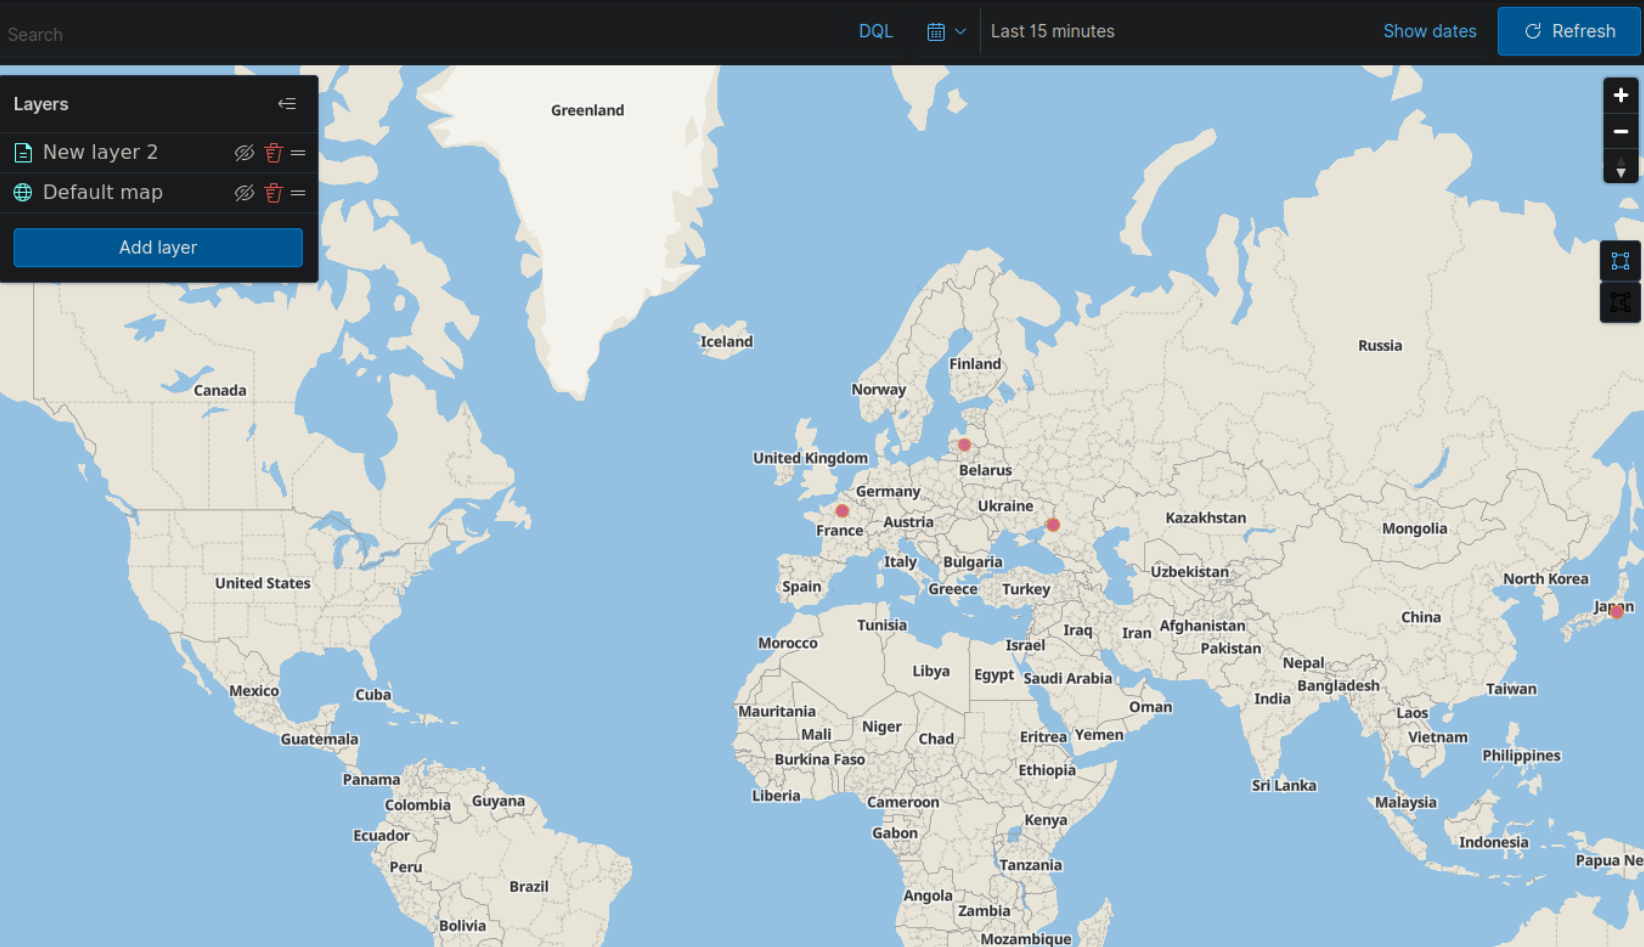 Search
DQL
Last 15 minutes
Show dates
Refresh
Layers
New layer 2
Default map
Add layer
Greenland
Iceland
Russia
Finland
Canada
Norway
United Kingdom
Belarus
Germany
Ukraine
Kazakhstan
Austria
France
Mongolia
Italy
Bulgaria
Uzbekistan
North Korea
United States
Spain
Greece
Turkey
Japan
China
Tunisia
Afghanistan
Iraq
Iran
Morocco
Israel
Pakistan
Nepal
Libya
Egypt
Saudi Arabia
Bangladesh
Taiwan
Mexico
Cuba
India
Oman
Mauritania
Laos
Niger
Mali
Chad
Eritrea
Yemen
Vietnam
Guatemala
Philippines
Burkina Faso
Ethiopia
Panama
Sri Lanka
Liberia
Guyana
Colombia
Cameroon
Malaysia
Kenya
Ecuador
Gabon
Indonesia
Papua Ne
Peru
Tanzania
Brazil
Angola
Zambia
Bolivia
Mozambique